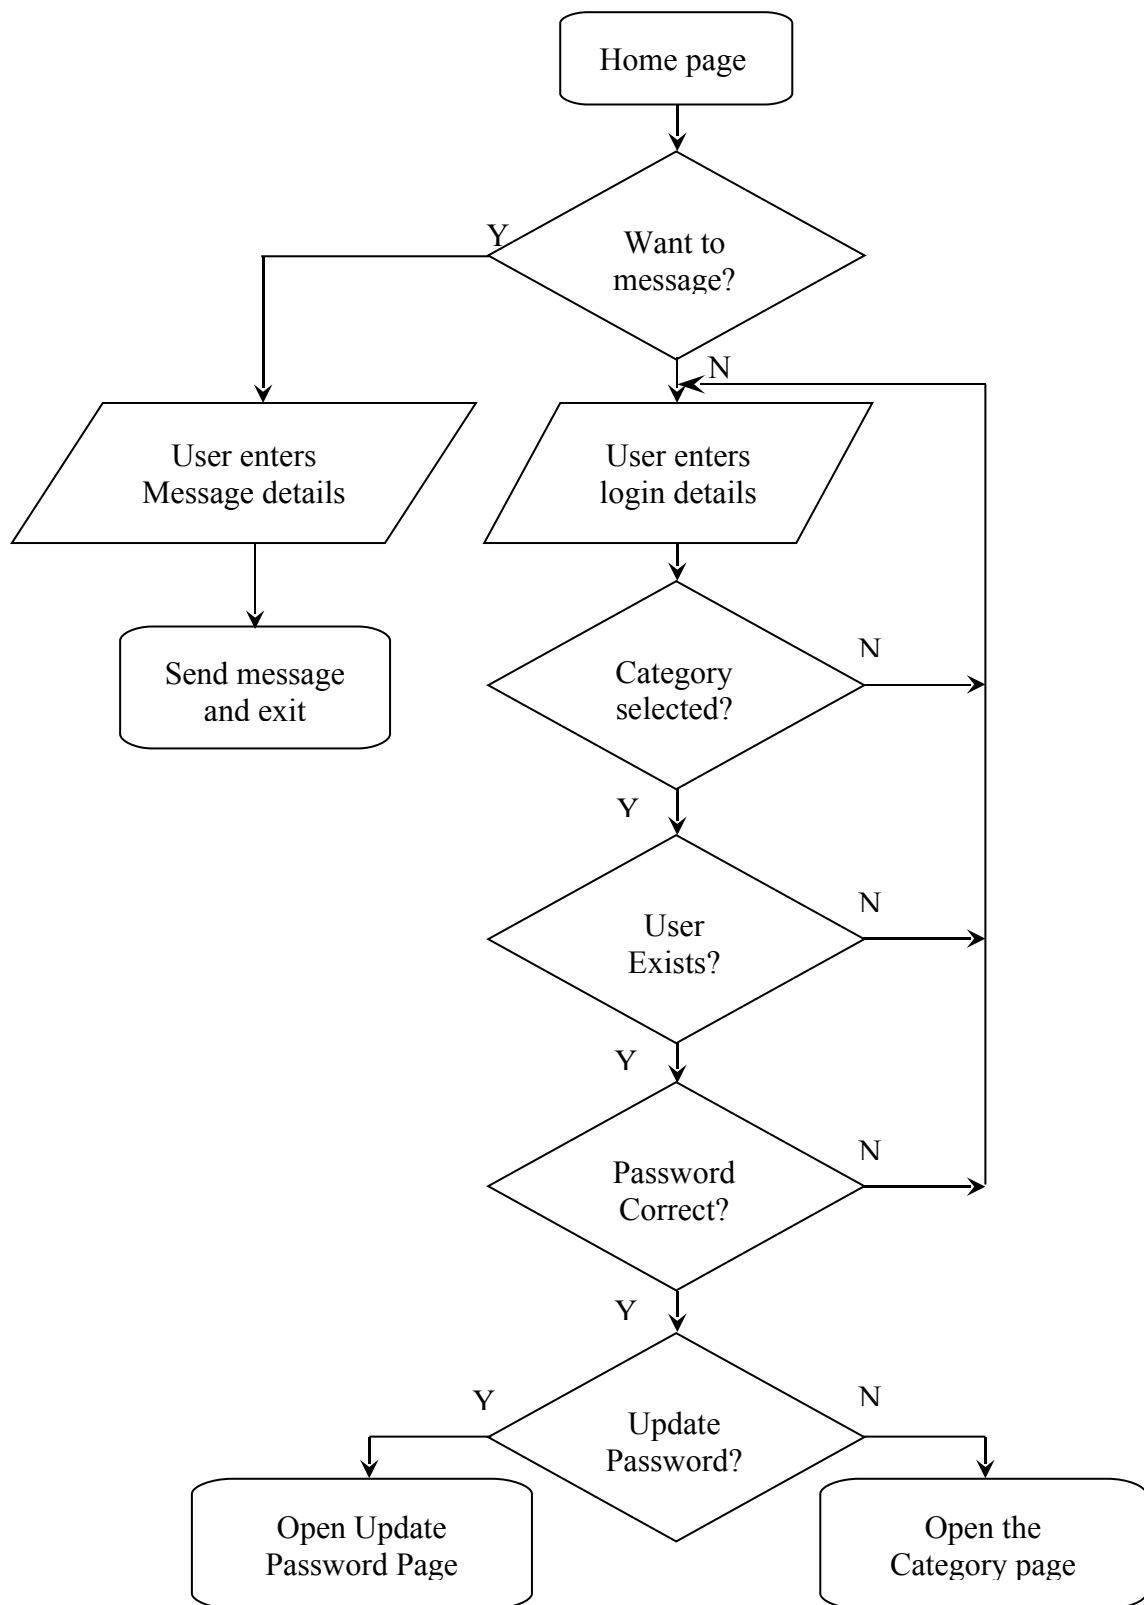 Home page
Want to
message?
Y
N
User enters
Message details
User enters
login details
Send message
and exit
Category
selected?
N
Y
User
Exists?
N
Y
Password
Correct?
N
Y
Update
Password?
Y
N
Open Update
Password Page
Open the
Category page